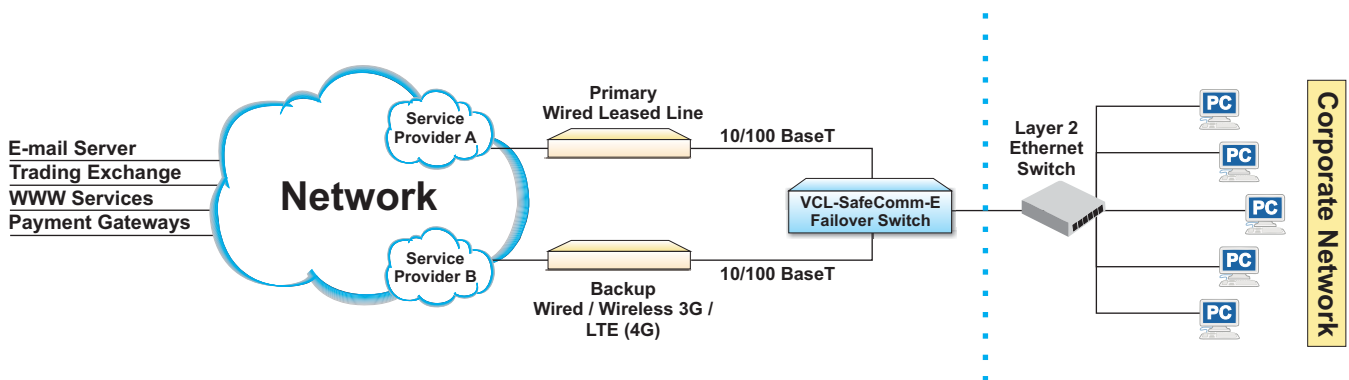 E-mail Server
Trading Exchange
WWW Services
Payment Gateways
Network
Service
Provider A
Service
Provider B
Primary
Wired Leased Line
10/100 BaseT
Backup
Wired / Wireless 3G /
LTE (4G)
10/100 BaseT
VCL-SafeComm-E
Failover Switch
Layer 2
Ethernet
Switch
PC
PC
PC
PC
PC
Corporate Network